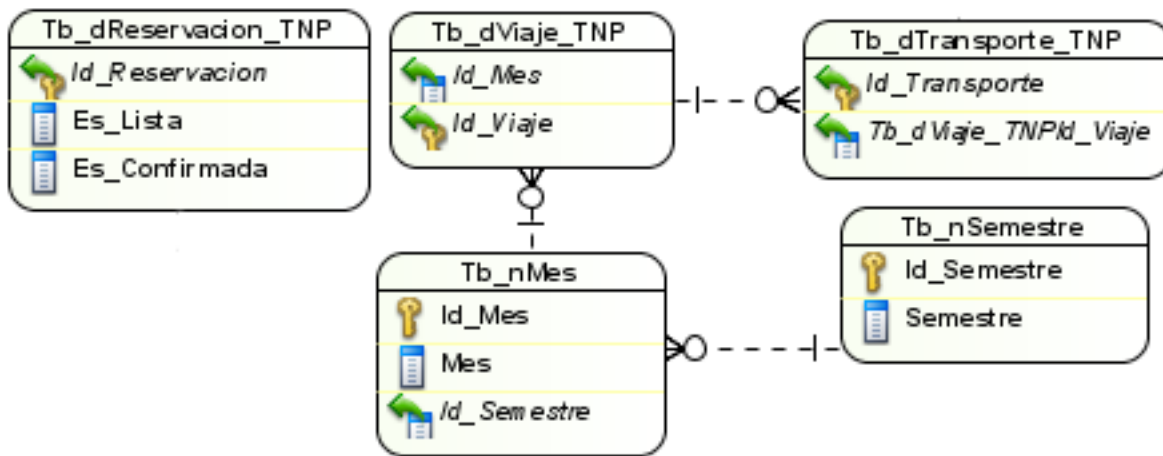 Tb_dReservacion_TNP
Id_Reservacion
Es_Lista
Es_Confirmada
Tb_dViaje_TNP
Id_Mes
Id_Viaje
Tb_dTransporte_TNP
Id_Transporte
Tb_dViaje_TNPId_Viaje
Tb_nMes
Id_Mes
Mes
Id_Semestre
Tb_nSemestre
Id_Semestre
Semestre